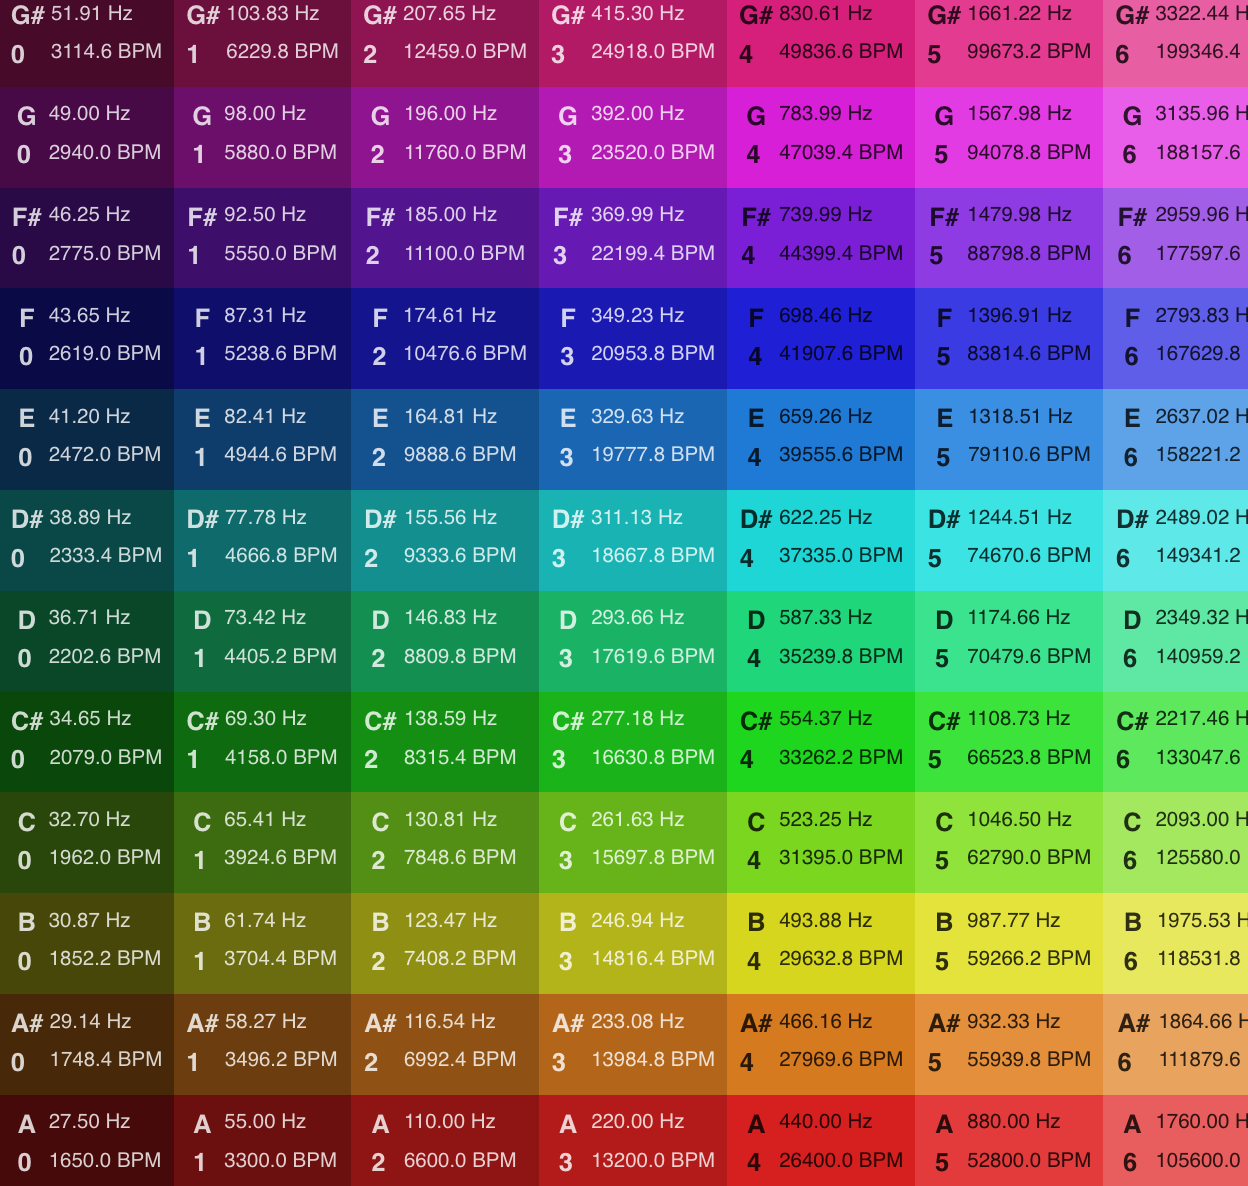 G# 51.91 Hz G# 103.83 Hz G# 207.65 Hz G# 415.30 Hz G# 830.61 Hz G# 1661.22 Hz G# 3322.44 H
0 3114.6 BPM 1 6229.8 BPM 2 12459.0 BPM 3 24918.0 BPM 4 49836.6 BPM 5 99673.2 BPM 6 199346.4
G 49.00 Hz G 98.00 Hz G 196.00 Hz G 392.00 Hz G 783.99 Hz G 1567.98 Hz G 3135.96 H
0 2940.0 BPM 1 5880.0 BPM 2 11760.0 BPM 3 23520.0 BPM 4 47039.4 BPM 5 94078.8 BPM 6 188157.6
F# 46.25 Hz F# 92.50 Hz F# 185.00 Hz F# 369.99 Hz F# 739.99 Hz F# 1479.98 Hz F# 2959.96 H
0 2775.0 BPM 1 5550.0 BPM 2 11100.0 BPM 3 22199.4 BPM 4 44399.4 BPM 5 88798.8 BPM 6 177597.6
F 43.65 Hz F 87.31 Hz F 174.61 Hz F 349.23 Hz F 698.46 Hz F 1396.91 Hz F 2793.83 H
0 2619.0 BPM 1 5238.6 BPM 2 10476.6 BPM 3 20953.8 BPM 4 41907.6 BPM 5 83814.6 BPM 6 167629.8
E 41.20 Hz E 82.41 Hz E 164.81 Hz E 329.63 Hz E 659.26 Hz E 1318.51 Hz E 2637.02 H
0 2472.0 BPM 1 4944.6 BPM 2 9888.6 BPM 3 19777.8 BPM 4 39555.6 BPM 5 79110.6 BPM 6 158221.2
D# 38.89 Hz D# 77.78 Hz D# 155.56 Hz D# 311.13 Hz D# 622.25 Hz D# 1244.51 Hz D# 2489.02 H
0 2333.4 BPM 1 4666.8 BPM 2 9333.6 BPM 3 18667.8 BPM 4 37335.0 BPM 5 74670.6 BPM 6 149341.2
D 36.71 Hz D 73.42 Hz D 146.83 Hz D 293.66 Hz D 587.33 Hz D 1174.66 Hz D 2349.32 H
0 2202.6 BPM 1 4405.2 BPM 2 8809.8 BPM 3 17619.6 BPM 4 35239.8 BPM 5 70479.6 BPM 6 140959.2
C# 34.65 Hz C# 69.30 Hz C# 138.59 Hz C# 277.18 Hz C# 554.37 Hz C# 1108.73 Hz C# 2217.46 H
0 2079.0 BPM 1 4158.0 BPM 2 8315.4 BPM 3 16630.8 BPM 4 33262.2 BPM 5 66523.8 BPM 6 133047.6
C 32.70 Hz C 65.41 Hz C 130.81 Hz C 261.63 Hz C 523.25 Hz C 1046.50 Hz C 2093.00 H
0 1962.0 BPM 1 3924.6 BPM 2 7848.6 BPM 3 15697.8 BPM 4 31395.0 BPM 5 62790.0 BPM 6 125580.0
B 30.87 Hz B 61.74 Hz B 123.47 Hz B 246.94 Hz B 493.88 Hz B 987.77 Hz B 1975.53 H
0 1852.2 BPM 1 3704.4 BPM 2 7408.2 BPM 3 14816.4 BPM 4 29632.8 BPM 5 59266.2 BPM 6 118531.8
A# 29.14 Hz A# 58.27 Hz A# 116.54 Hz A# 233.08 Hz A# 466.16 Hz A# 932.33 Hz A# 1864.66 H
0 1748.4 BPM 1 3496.2 BPM 2 6992.4 BPM 3 13984.8 BPM 4 27969.6 BPM 5 55939.8 BPM 6 111879.6
A 27.50 Hz A 55.00 Hz A 110.00 Hz A 220.00 Hz A 440.00 Hz A 880.00 Hz A 1760.00 H
0 1650.0 BPM 1 3300.0 BPM 2 6600.0 BPM 3 13200.0 BPM 4 26400.0 BPM 5 52800.0 BPM 6 105600.0